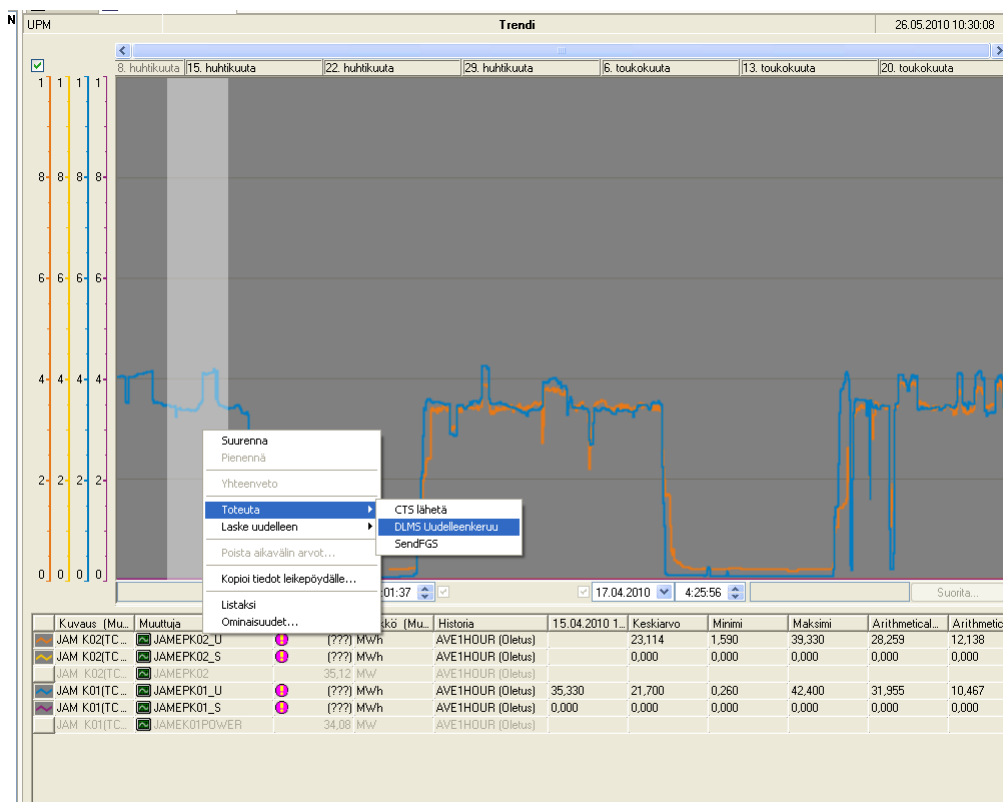 N
UPM Trendi 26.05.2010 10:30:08
8. huhtikuuta 15. huhtikuuta 22. huhtikuuta 29. huhtikuuta 6. toukokuuta 13. toukokuuta 20. toukokuuta
1 1 1 1
8 8 8 8
6 6 6 6
4 4 4 4
2 2 2 2
0 0 0 0
Suurenna
Pienennä
Yhteenveto
Toteuta
Laske uudelleen
Poista aikavälin arvot...
Kopioi tiedot leikepöydälle...
Listaksi
Ominaisuudet...
CTS lähetä
DLMS Uudelleenkeruu
SendFGS
:01:37 17.04.2010 4:25:56 Suorita...
Kuvaus (Mu... Muuttuja kkö (Mu... Historia 15.04.2010 1... Keskiarvo Minimi Maksimi Arithmetical... Arithmetic
JAM K02(TC... JAMEPK02_U (???) MWh AVE1HOUR (Oletus) 23,114 1,590 39,330 28,259 12,138
JAM K02(TC... JAMEPK02_S (???) MWh AVE1HOUR (Oletus) 0,000 0,000 0,000 0,000 0,000
JAM K02(TC... JAMEPK02 35,12 MW AVE1HOUR (Oletus)
JAM K01(TC... JAMEPK01_U (???) MWh AVE1HOUR (Oletus) 35,330 21,700 0,260 42,400 31,955 10,467
JAM K01(TC... JAMEPK01_S (???) MWh AVE1HOUR (Oletus) 0,000 0,000 0,000 0,000 0,000 0,000
JAM K01(TC... JAMEK01POWER 34,08 MW AVE1HOUR (Oletus)